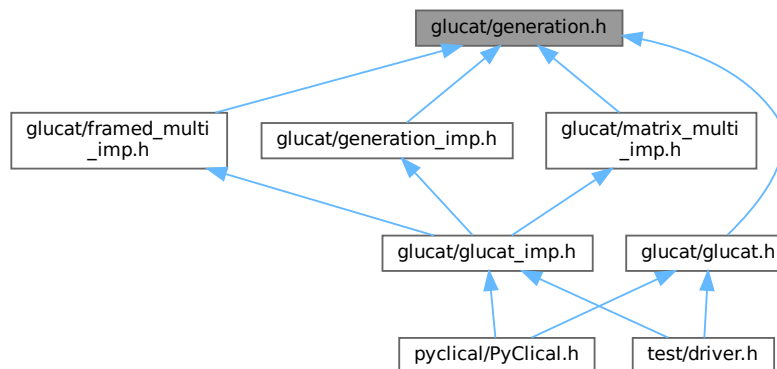 glucat/generation.h
glucat/framed_multi
_imp.h
glucat/generation_imp.h
glucat/matrix_multi
_imp.h
glucat/glucat_imp.h
glucat/glucat.h
pyclical/PyClical.h
test/driver.h